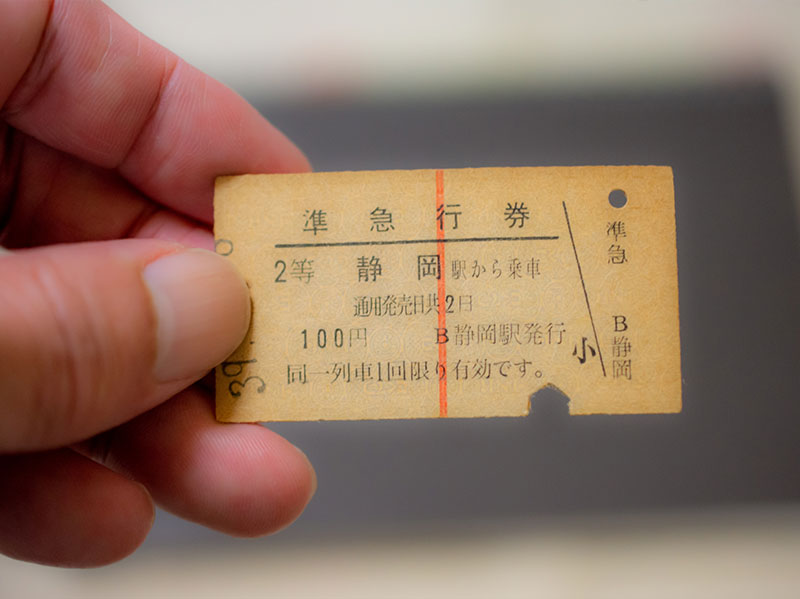 準急行券
2等 静岡駅から乗車
通用発売日共2日
100円 B静岡駅発行
同一列車1回限り有効です。
小
準急
B静岡
39